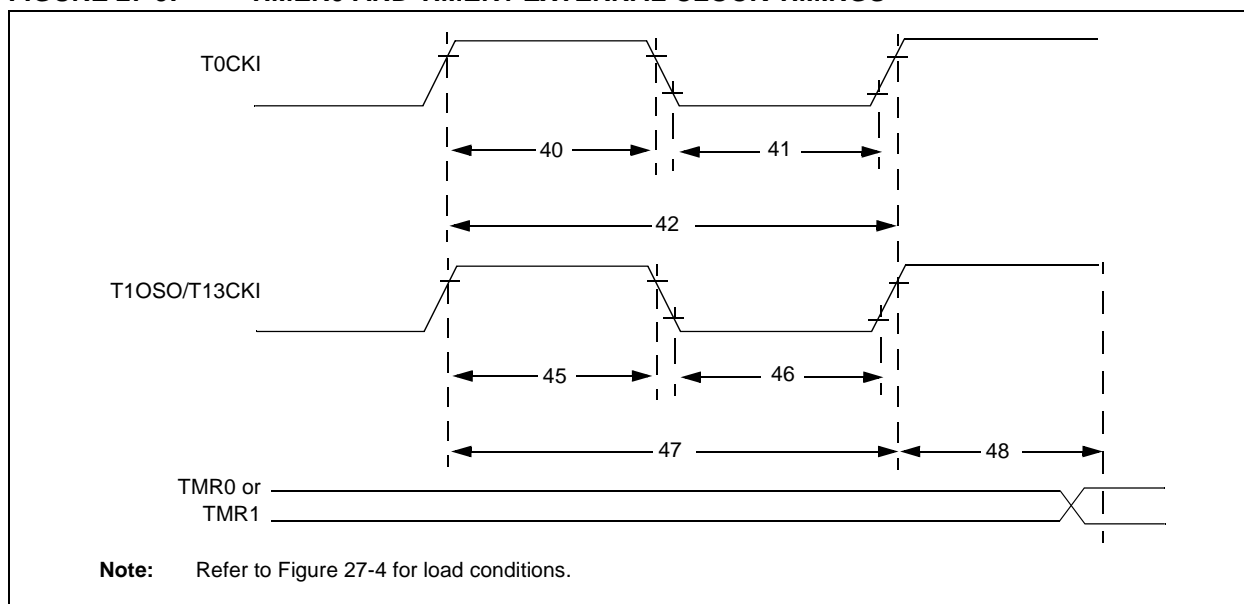 T0CKI
40
41
42
T1OSO/T13CKI
45
46
47
48
TMR0 or
TMR1
Note: Refer to Figure 27-4 for load conditions.